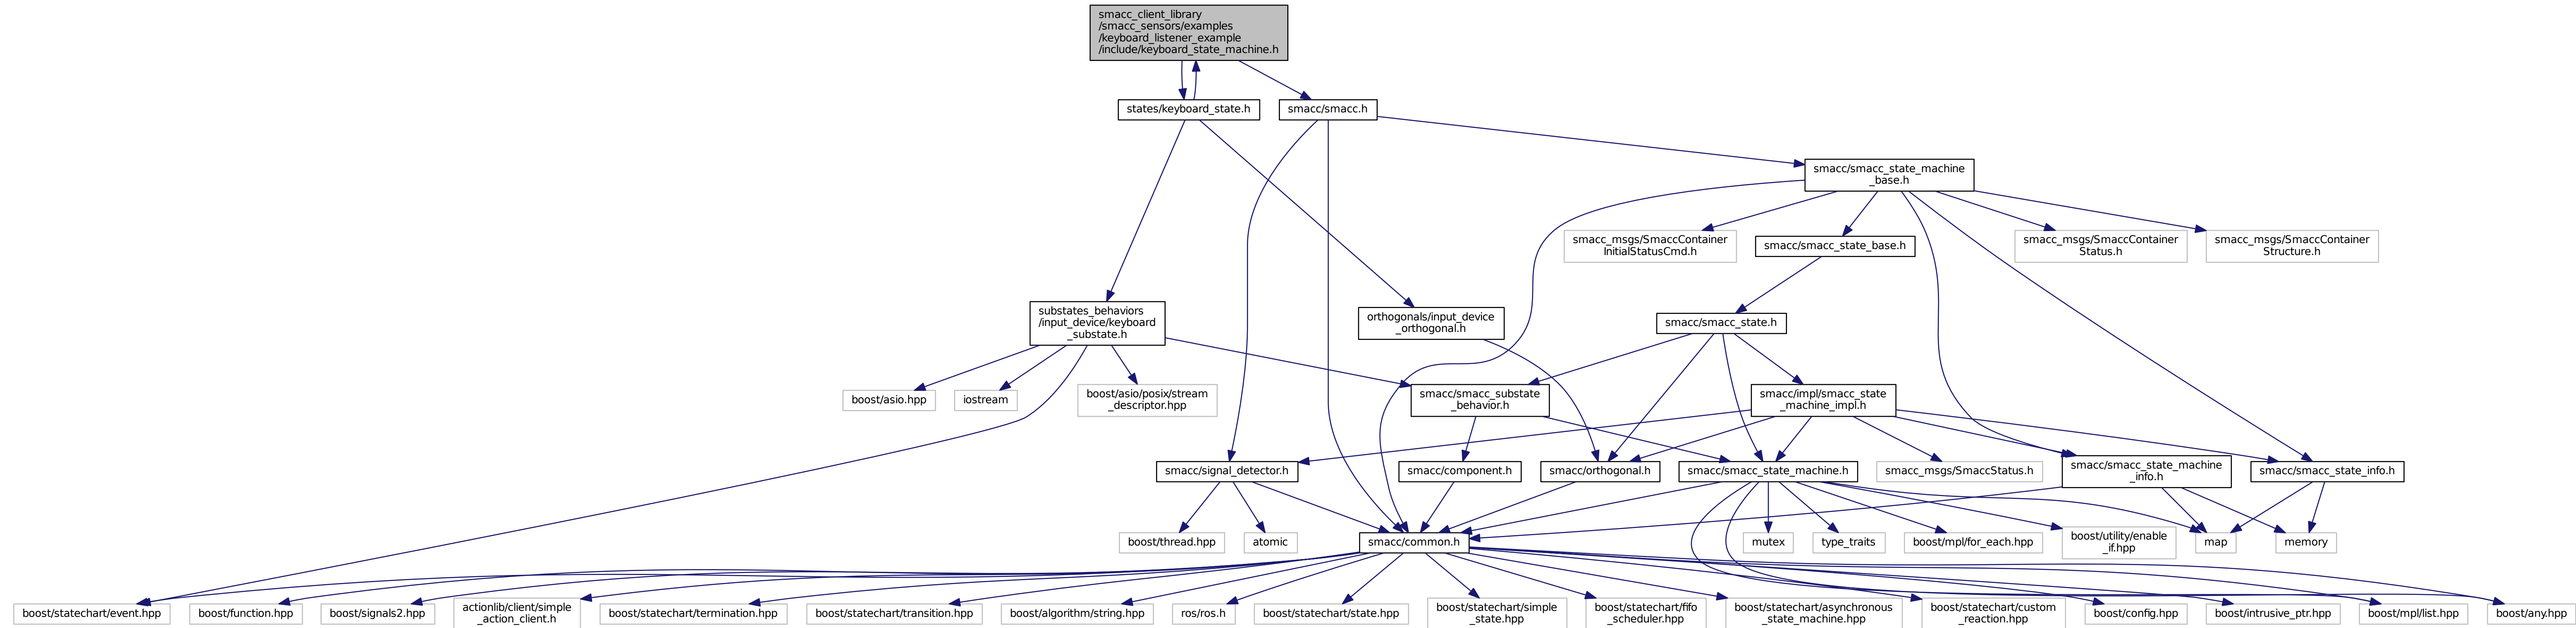 smacc_client_library
/smacc_sensors/examples
/keyboard_listener_example
/include/keyboard_state_machine.h
states/keyboard_state.h
smacc/smacc.h
smacc/smacc_state_machine
_base.h
smacc_msgs/SmaccContainer
InitialStatusCmd.h
smacc/smacc_state_base.h
smacc_msgs/SmaccContainer
Status.h
smacc_msgs/SmaccContainer
Structure.h
substates_behaviors
/input_device/keyboard
_substate.h
orthogonals/input_device
_orthogonal.h
smacc/smacc_state.h
boost/asio.hpp
iostream
boost/asio/posix/stream
_descriptor.hpp
smacc/smacc_substate
_behavior.h
smacc/impl/smacc_state
_machine_impl.h
smacc/signal_detector.h
smacc/component.h
smacc/orthogonal.h
smacc/smacc_state_machine.h
smacc_msgs/SmaccStatus.h
smacc/smacc_state_machine
_info.h
smacc/smacc_state_info.h
boost/thread.hpp
atomic
smacc/common.h
mutex
type_traits
boost/mpl/for_each.hpp
boost/utility/enable
_if.hpp
map
memory
boost/statechart/event.hpp
boost/function.hpp
boost/signals2.hpp
actionlib/client/simple
_action_client.h
boost/statechart/termination.hpp
boost/statechart/transition.hpp
boost/algorithm/string.hpp
ros/ros.h
boost/statechart/state.hpp
boost/statechart/simple
_state.hpp
boost/statechart/fifo
_scheduler.hpp
boost/statechart/asynchronous
_state_machine.hpp
boost/statechart/custom
_reaction.hpp
boost/config.hpp
boost/intrusive_ptr.hpp
boost/mpl/list.hpp
boost/any.hpp